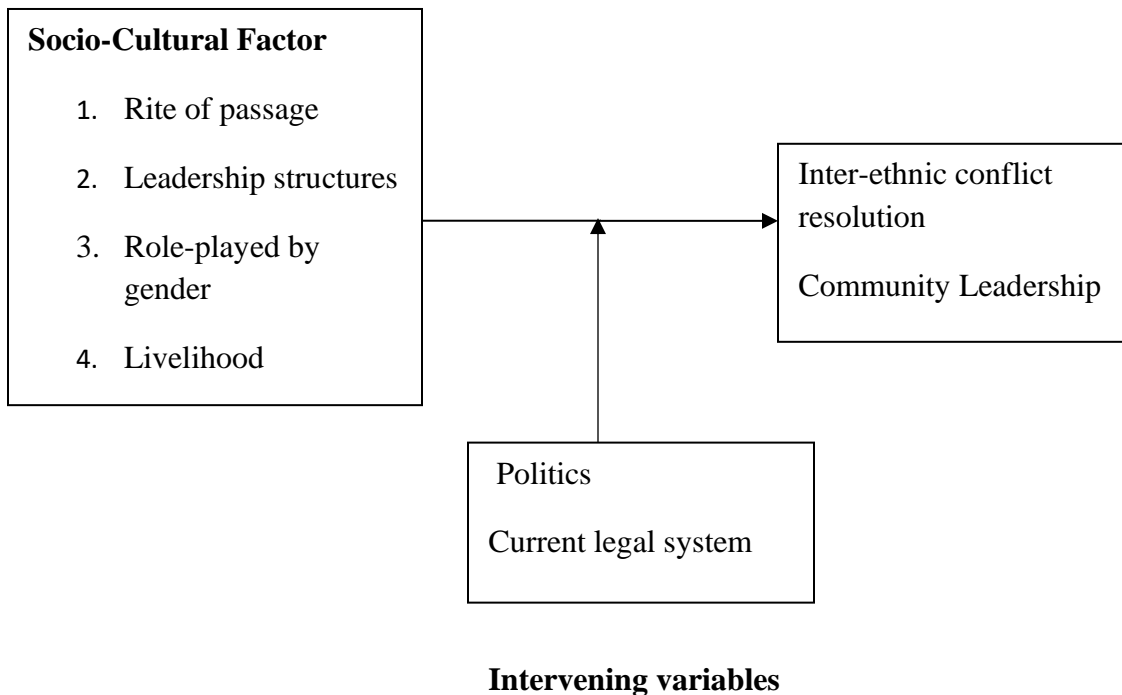 Socio-Cultural Factor
1. Rite of passage
2. Leadership structures
3. Role-played by
gender
4. Livelihood
Inter-ethnic conflict
resolution
Community Leadership
Politics
Current legal system
Intervening variables